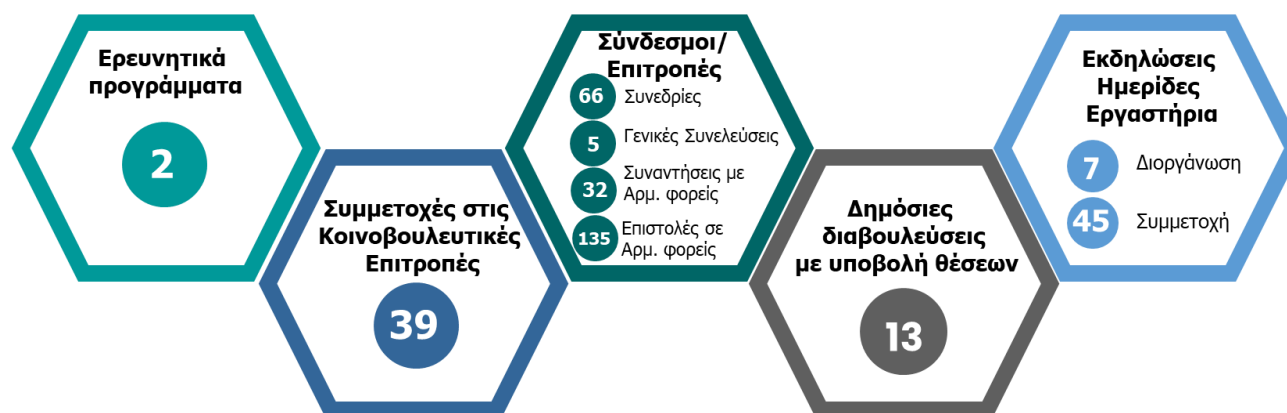 Ερευνητικά
προγράμματα
2
Συμμετοχές στις
Κοινοβουλευτικές
Επιτροπές
39
Σύνδεσμοι/
Επιτροπές
66 Συνεδρίες
5 Γενικές Συνελεύσεις
32 Συναντήσεις με
Αρμ. φορείς
135 Επιστολές σε
Αρμ. φορείς
Δημόσιες
διαβουλεύσεις
με υποβολή θέσεων
13
Εκδηλώσεις
Ημερίδες
Εργαστήρια
7 Διοργάνωση
45 Συμμετοχή